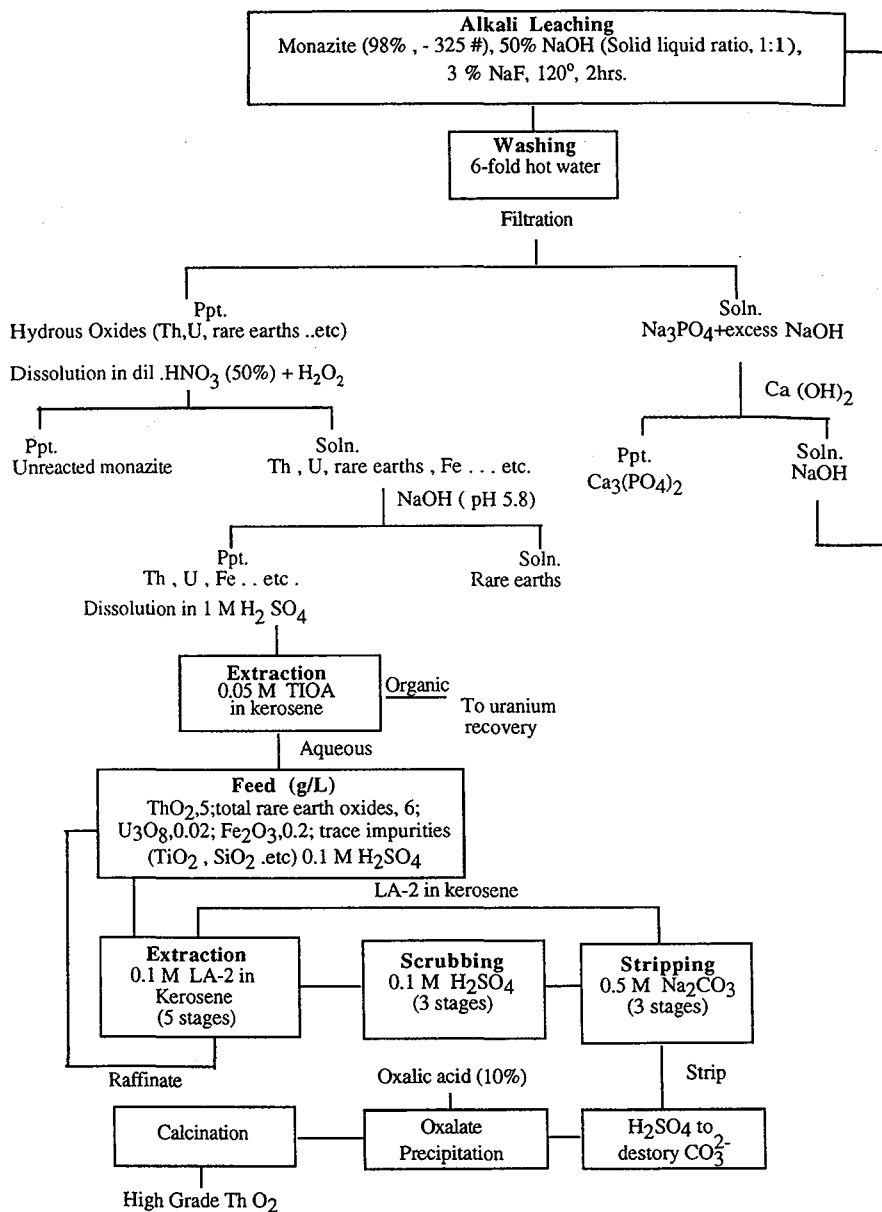 Alkali Leaching
Monazite (98% , - 325 #), 50% NaOH (Solid liquid ratio, 1:1),
3 % NaF, 120°, 2hrs.
Washing
6-fold hot water
Filtration
Ppt.
Hydrous Oxides (Th,U, rare earths ..etc)
Soln.
Na3PO4+excess NaOH
Dissolution in dil .HNO3 (50%) + H2O2
Ca (OH)2
Ppt.
Unreacted monazite
Soln.
Th , U, rare earths , Fe . . . etc.
Ppt.
Ca3(PO4)2
Soln.
NaOH
NaOH ( pH 5.8)
Ppt.
Th , U , Fe . . etc .
Soln.
Rare earths
Dissolution in 1 M H2 SO4
Extraction
0.05 M TIOA
in kerosene
Organic
To uranium
recovery
Aqueous
Feed (g/L)
ThO2,5;total rare earth oxides, 6;
U3O8,0.02; Fe2O3,0.2; trace impurities
(TiO2 , SiO2 .etc) 0.1 M H2SO4
LA-2 in kerosene
Extraction
0.1 M LA-2 in
Kerosene
(5 stages)
Scrubbing
0.1 M H2SO4
(3 stages)
Stripping
0.5 M Na2CO3
(3 stages)
Raffinate
Oxalic acid (10%)
Strip
Calcination
Oxalate
Precipitation
H2SO4 to
destory CO3 2-
High Grade Th O2